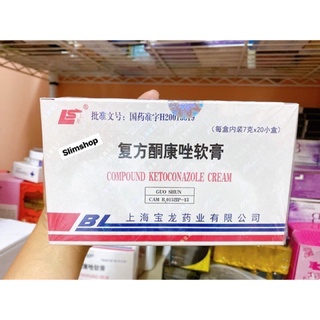 批准文号：国药准字
Slimshop
（每盒内装7克x20小盒）
复方酮康唑软膏
COMPOUND KETOCONAZOLE CREAM
GUO SHUN
BL
上海宝龙药业有限公司